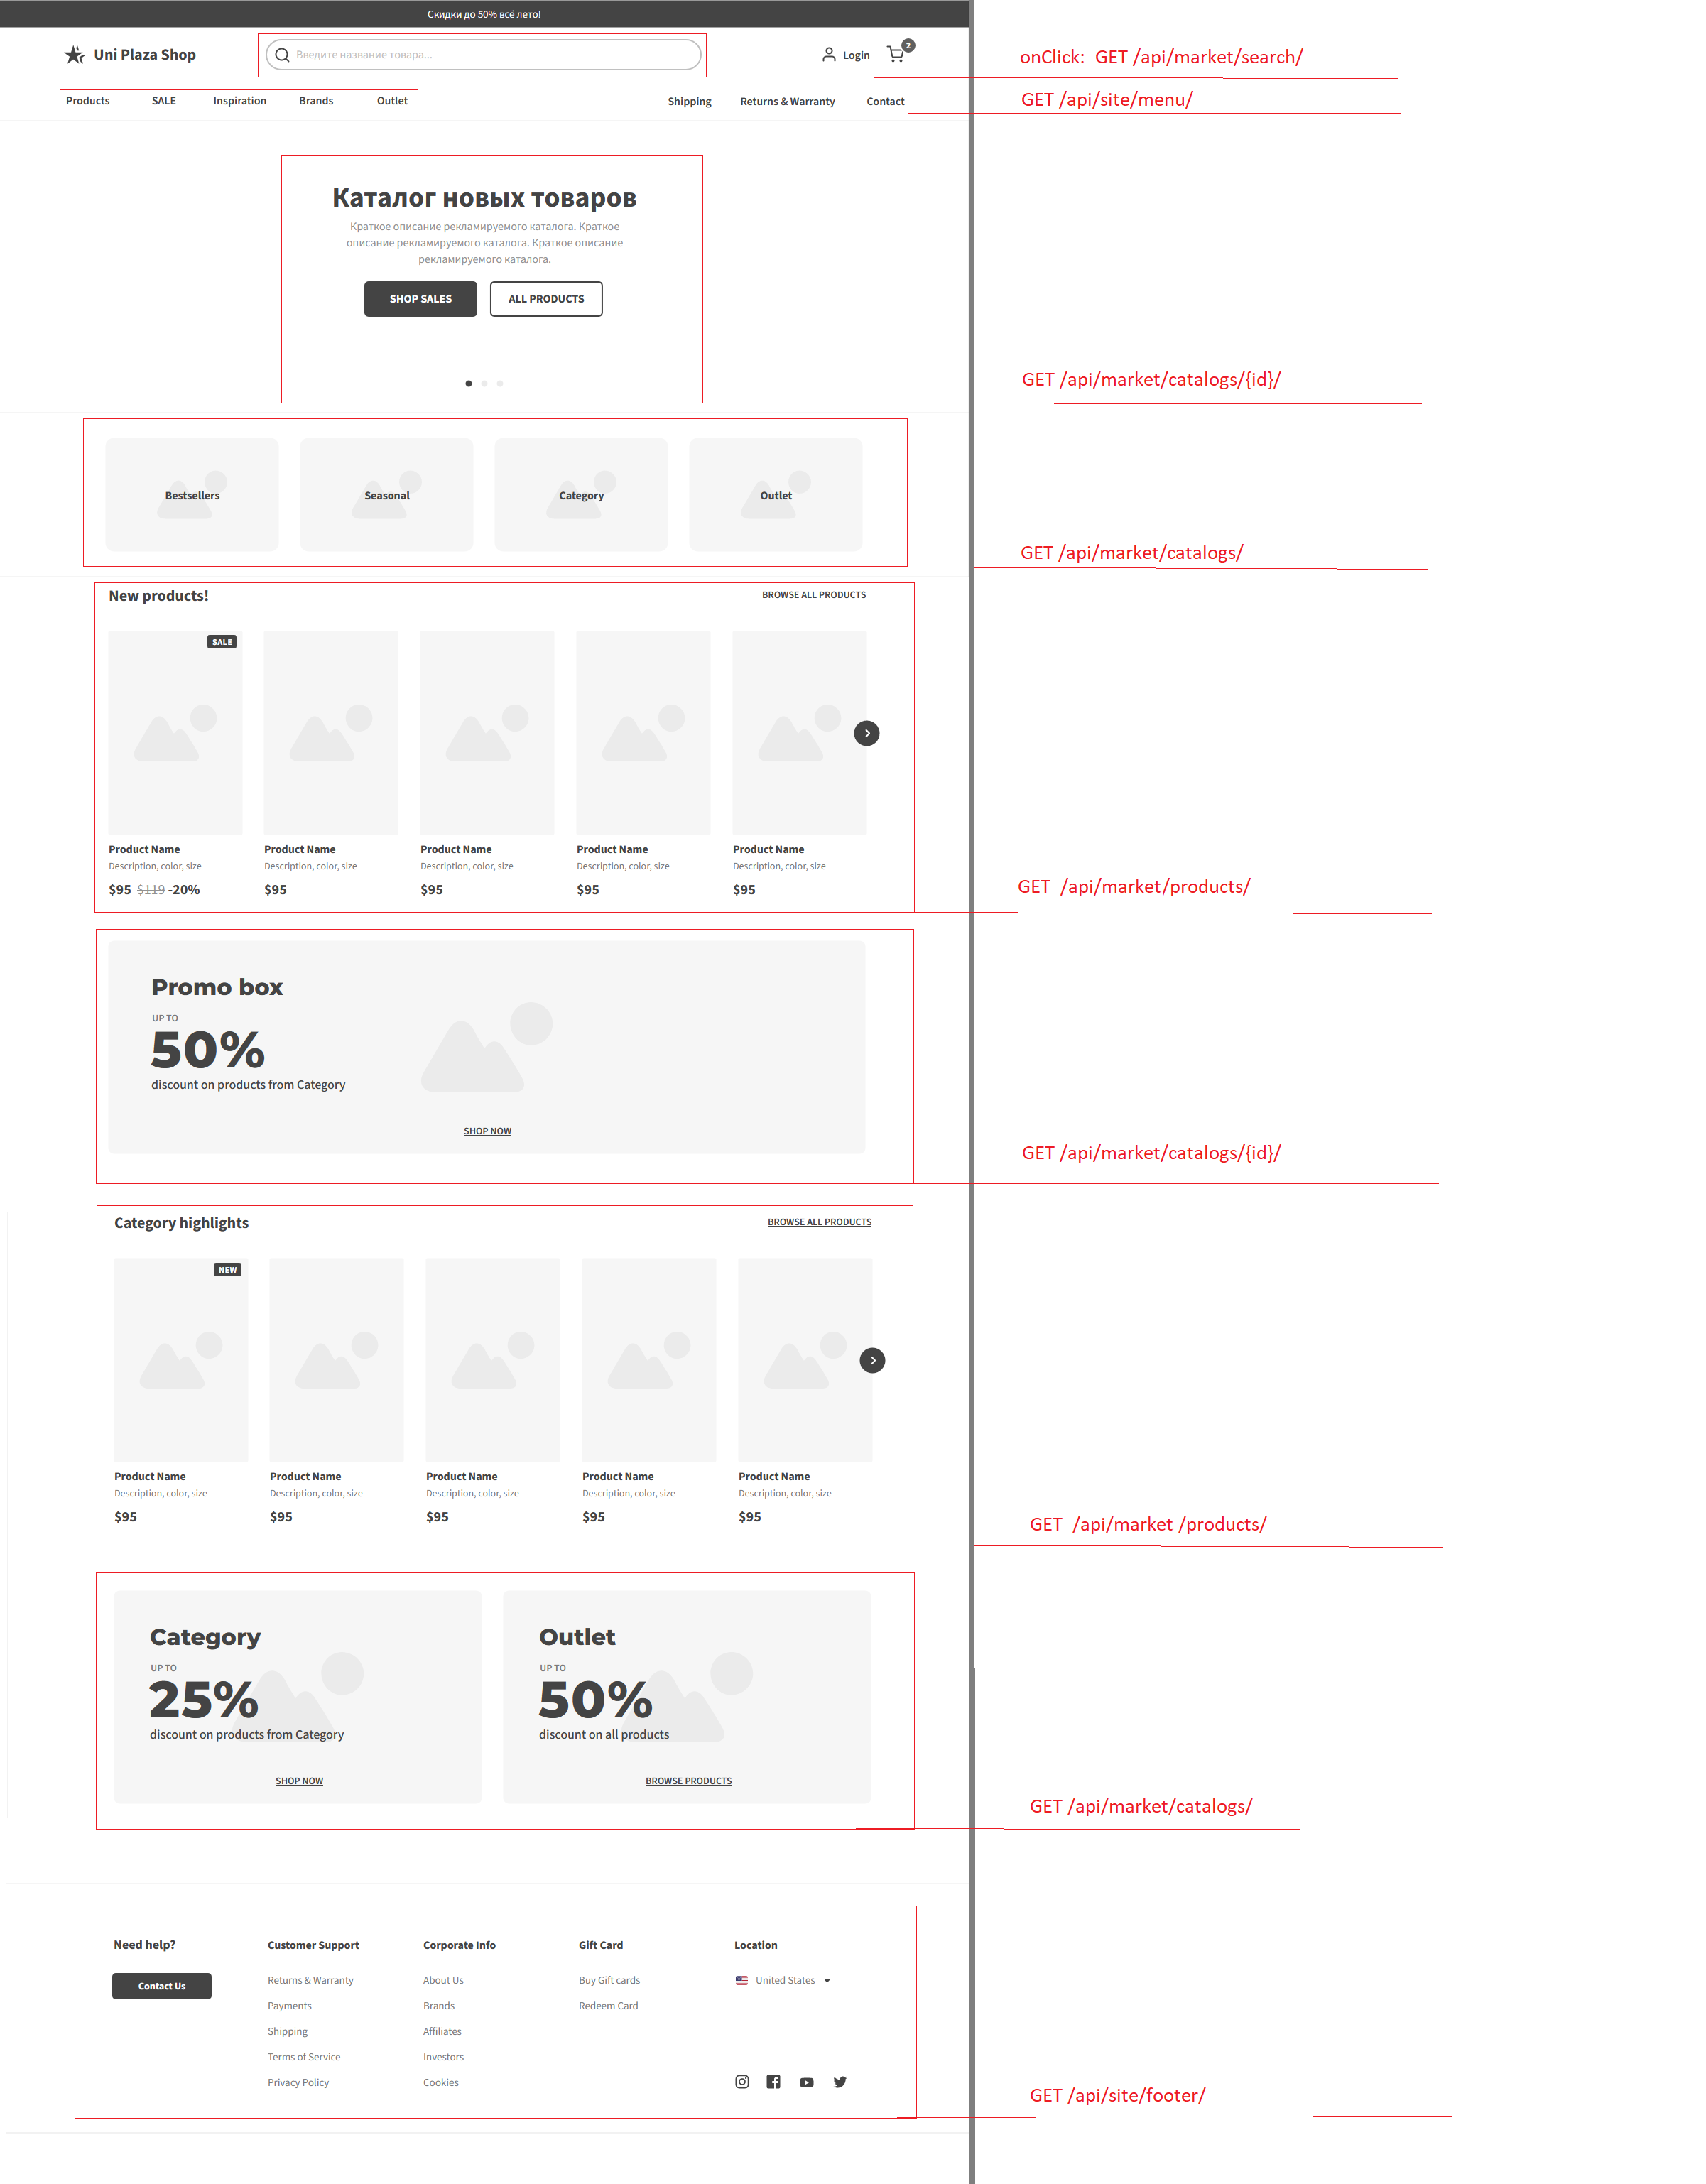 Скидки до 50% всё лето!
Uni Plaza Shop
Введите название товара...
Login
2
onClick: GET /api/market/search/
Products SALE Inspiration Brands Outlet
Shipping Returns & Warranty Contact
GET /api/site/menu/
Каталог новых товаров
Краткое описание рекламируемого каталога. Краткое
описание рекламируемого каталога. Краткое описание
рекламируемого каталога.
SHOP SALES
ALL PRODUCTS
GET /api/market/catalogs/{id}/
Bestsellers
Seasonal
Category
Outlet
GET /api/market/catalogs/
New products!
BROWSE ALL PRODUCTS
SALE
Product Name Product Name Product Name Product Name Product Name
Description, color, size Description, color, size Description, color, size Description, color, size Description, color, size
$95 $119 -20% $95 $95 $95 $95
GET /api/market/products/
Promo box
UP TO
50%
discount on products from Category
SHOP NOW
GET /api/market/catalogs/{id}/
Category highlights
BROWSE ALL PRODUCTS
NEW
Product Name Product Name Product Name Product Name Product Name
Description, color, size Description, color, size Description, color, size Description, color, size Description, color, size
$95 $95 $95 $95 $95
GET /api/market /products/
Category
UP TO
25%
discount on products from Category
SHOP NOW
Outlet
UP TO
50%
discount on all products
BROWSE PRODUCTS
GET /api/market/catalogs/
Need help?
Contact Us
Customer Support
Returns & Warranty
Payments
Shipping
Terms of Service
Privacy Policy
Corporate Info
About Us
Brands
Affiliates
Investors
Cookies
Gift Card
Buy Gift cards
Redeem Card
Location
United States
GET /api/site/footer/